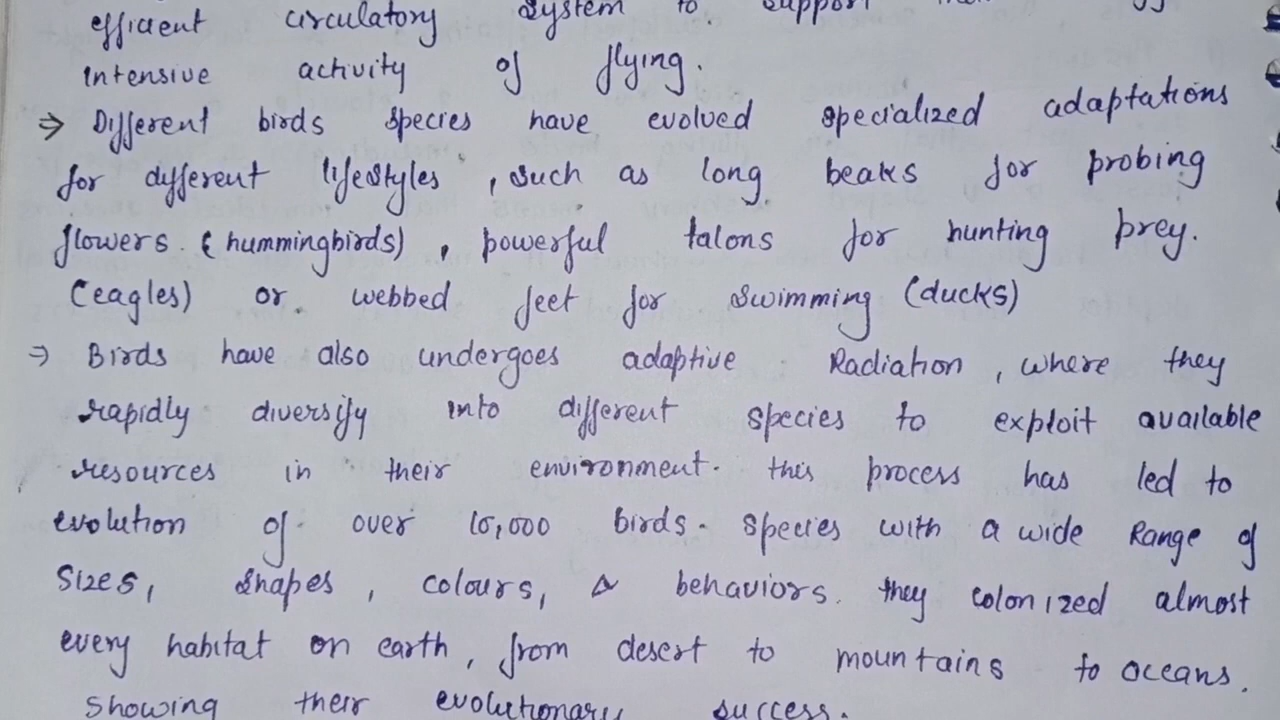 efficient circulatory system to support
intensive activity of flying.
⇒ Different birds species have evolved specialized adaptations
for different lifestyles, such as long beaks for probing
flowers. (hummingbirds), powerful talons for hunting prey.
(eagles) or webbed feet for swimming (ducks)
⇒ Birds have also undergoes adaptive Radiation, where they
rapidly diversify into different species to exploit available
resources in their environment. this process has led to
evolution of over 10,000 birds. species with a wide Range of
sizes, shapes, colours, & behaviors. they colonized almost
every habitat on earth, from desert to mountains to oceans.
showing their evolutionary success.